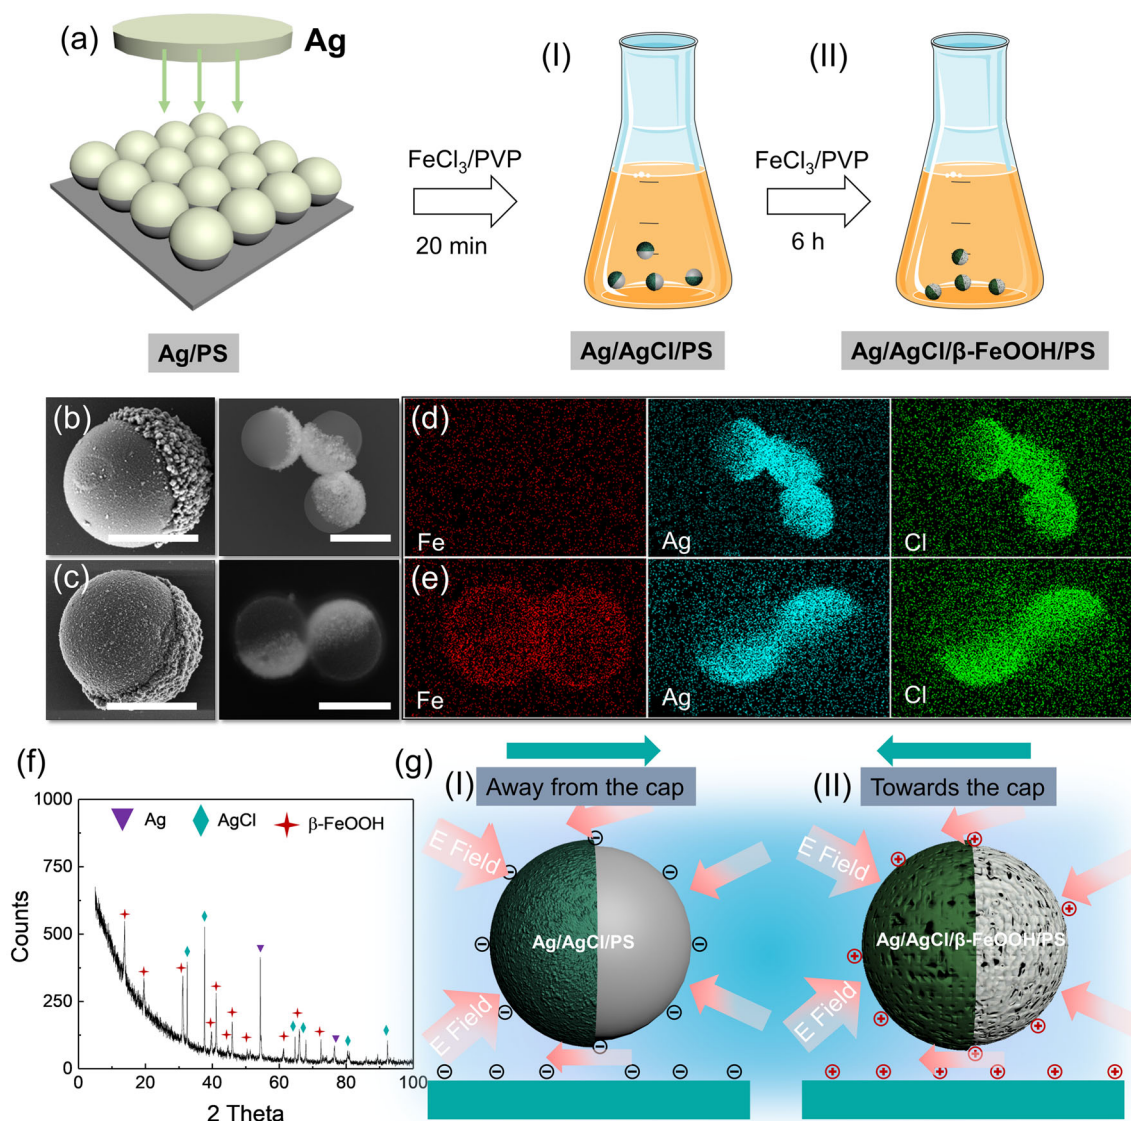 (a)
Ag
(I)
(II)
FeCl₃/PVP
20 min
FeCl₃/PVP
6 h
Ag/PS
Ag/AgCl/PS
Ag/AgCl/β-FeOOH/PS
(b)
(d)
Fe
Ag
Cl
(c)
(e)
Fe
Ag
Cl
(f)
1000
750
500
250
0
Counts
Ag
AgCl
β-FeOOH
0
20
40
60
80
100
2 Theta
(g)
(I)
Away from the cap
E Field
Ag/AgCl/PS
E Field
(II)
Towards the cap
E Field
Ag/AgCl/β-FeOOH/PS
E Field